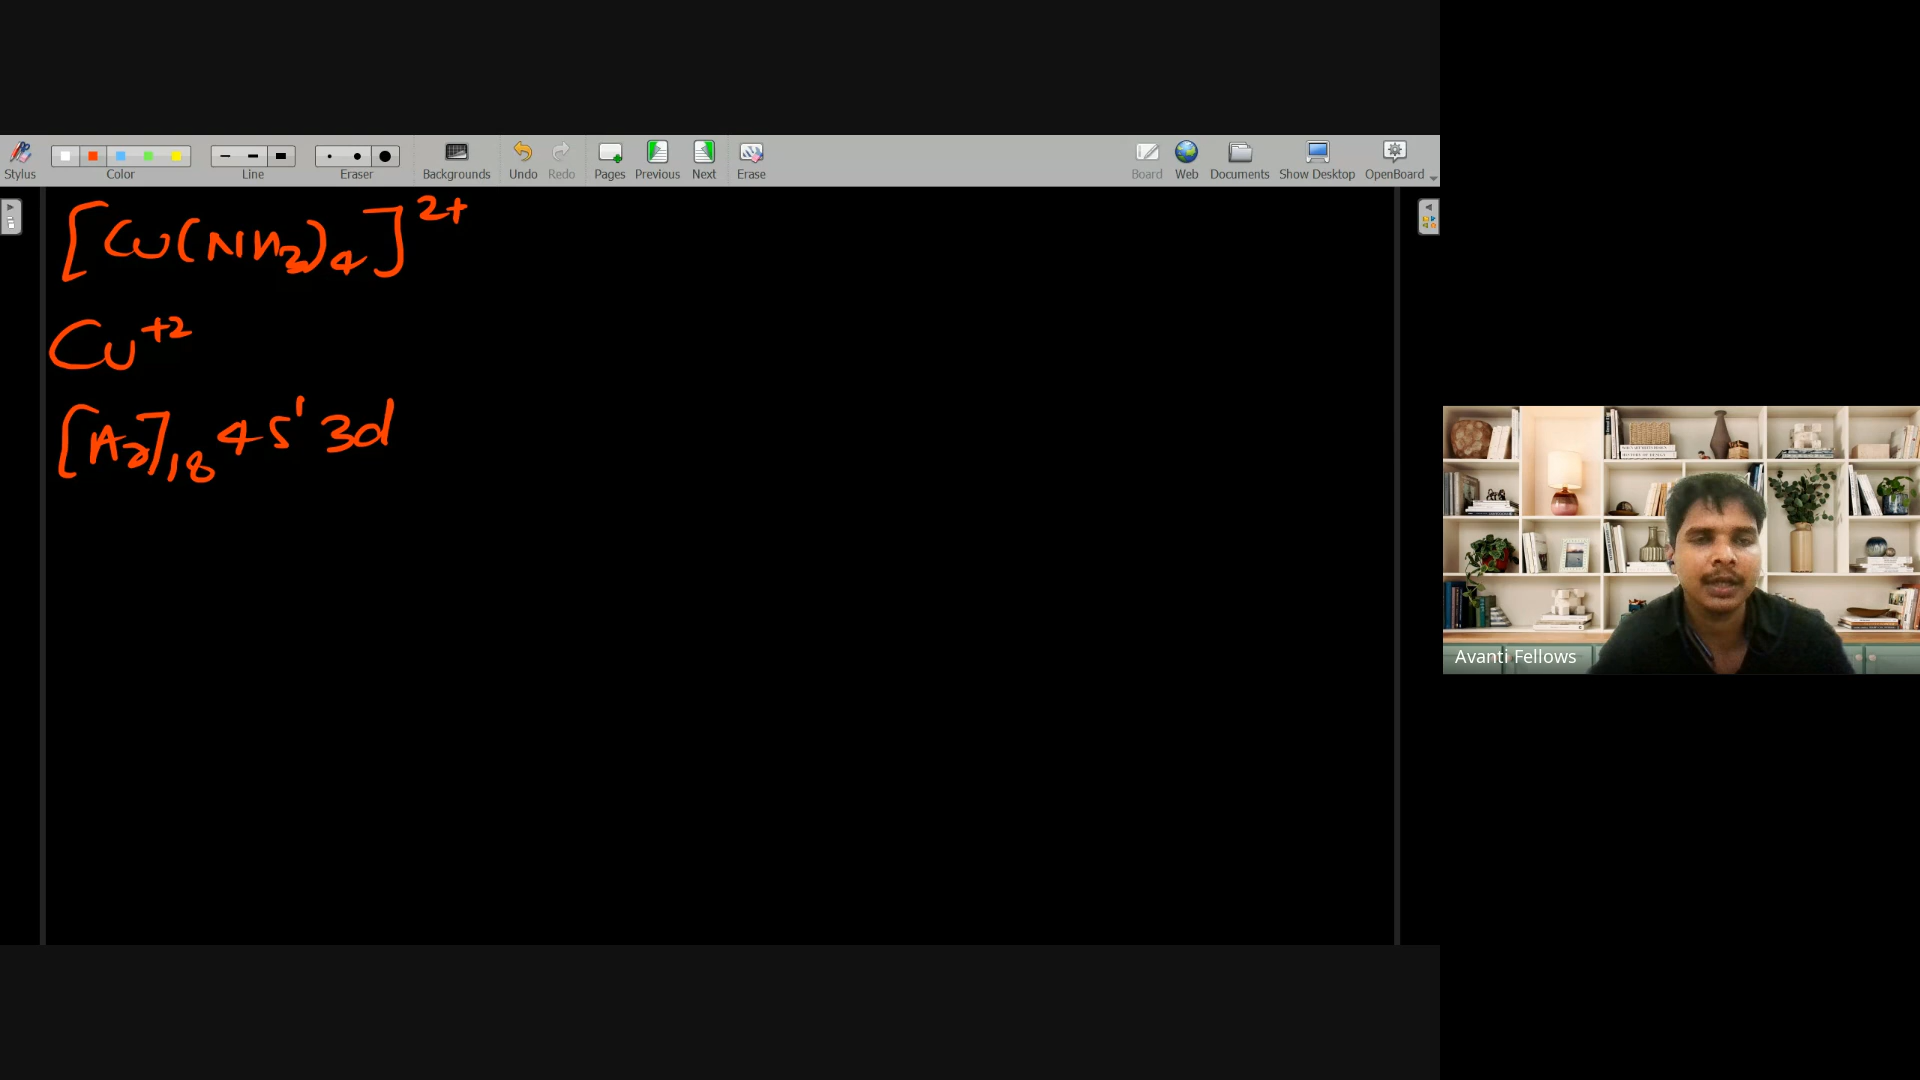 Stylus Color Line Eraser Backgrounds Undo Redo Pages Previous Next Erase Board Web Documents Show Desktop OpenBoard
[Cu(NH3)4]2+
Cu+2
[Ar]18 4s1 3d
Avanti Fellows